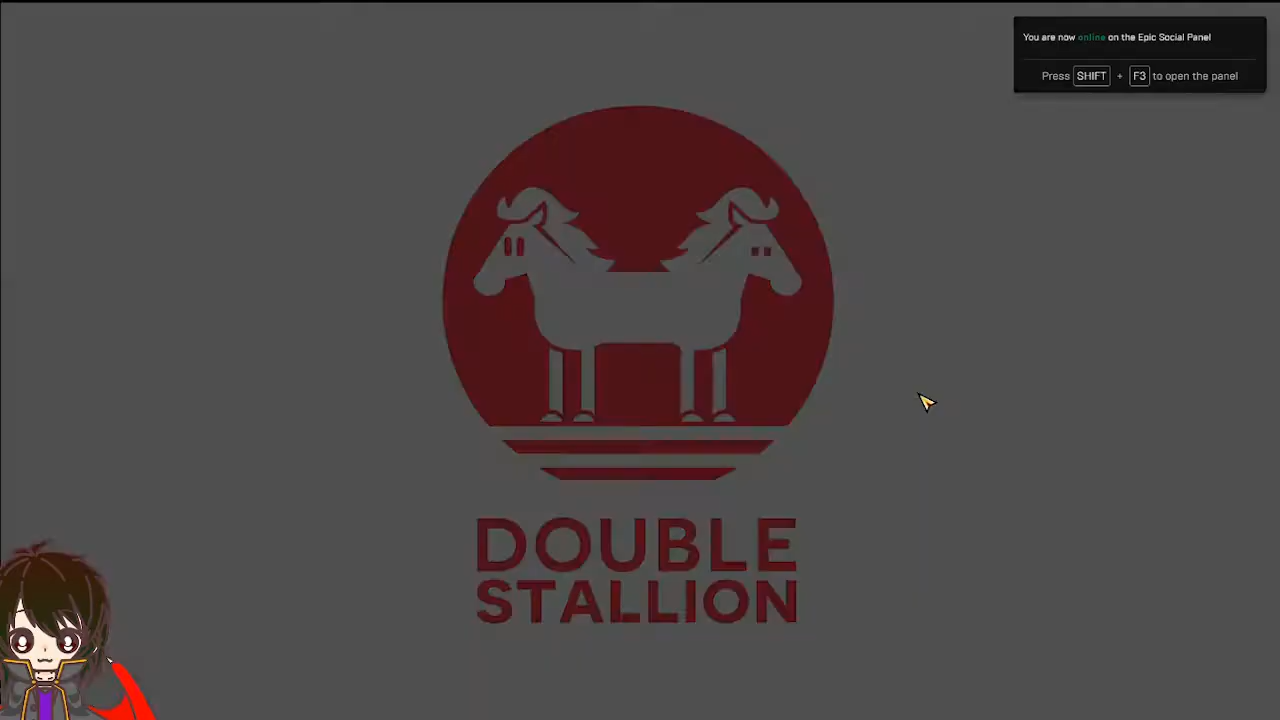 You are now online on the Epic Social Panel
Press SHIFT + F3 to open the panel
DOUBLE
STALLION